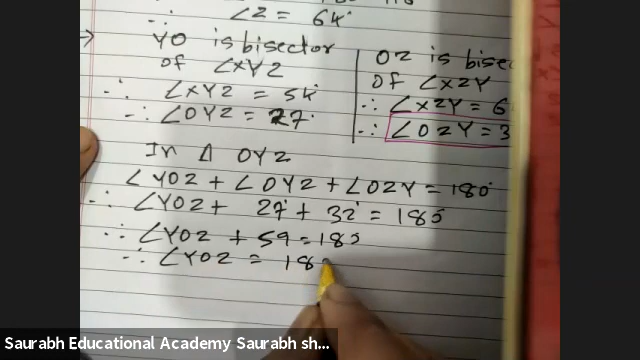 ∴ ∠Z = 64°
→ YO is bisector
of ∠XYZ
∴ ∠XYZ = 54°
∴ ∠OYZ = 27°
OZ is bise
of ∠XZY
∴ ∠XZY = 6
∴ ∠OZY = 3
In Δ OYZ
∠YOZ + ∠OYZ + ∠OZY = 180°
∴ ∠YOZ + 27° + 32° = 180°
∴ ∠YOZ + 59 = 180
∴ ∠YOZ = 18
Saurabh Educational Academy Saurabh sh...